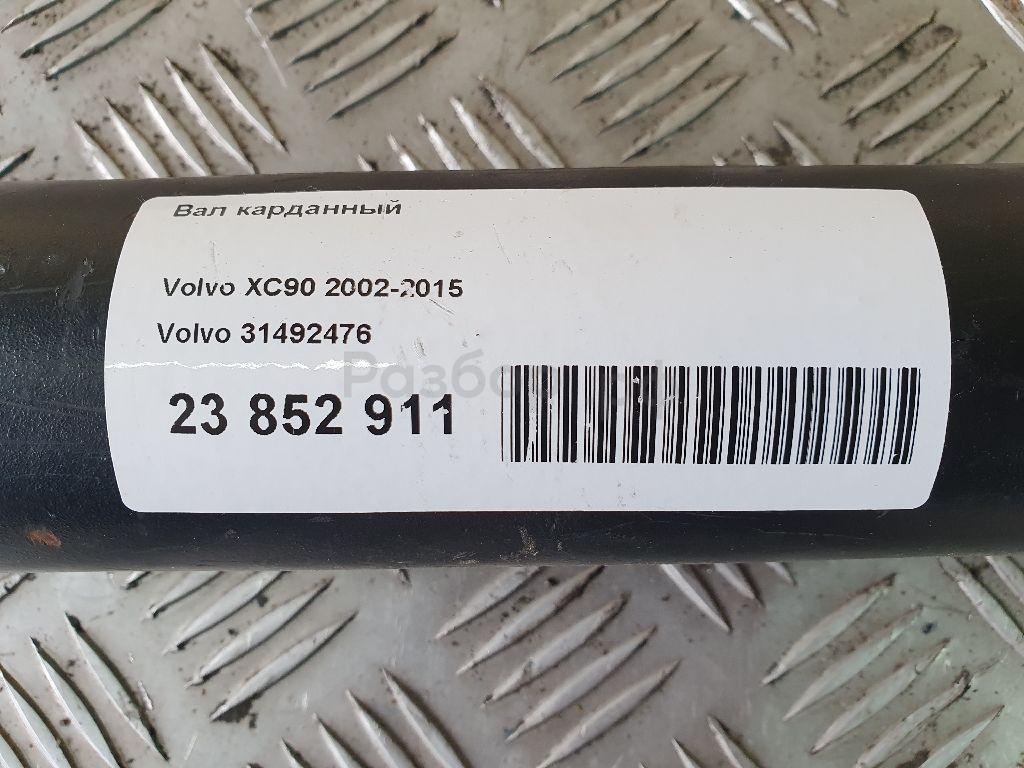 Вал карданный
Volvo XC90 2002-2015
Volvo 31492476
23 852 911